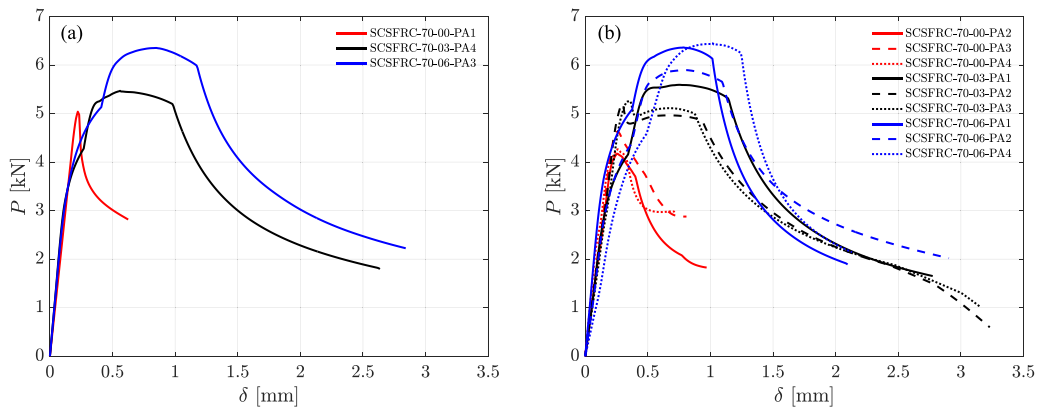 (a)
SCSFRC-70-00-PA1
SCSFRC-70-03-PA4
SCSFRC-70-06-PA3
7
6
5
4
3
2
1
0
P [kN]
0 0.5 1 1.5 2 2.5 3 3.5
δ [mm]
(b)
SCSFRC-70-00-PA2
SCSFRC-70-00-PA3
SCSFRC-70-00-PA4
SCSFRC-70-03-PA1
SCSFRC-70-03-PA2
SCSFRC-70-03-PA3
SCSFRC-70-06-PA1
SCSFRC-70-06-PA2
SCSFRC-70-06-PA4
7
6
5
4
3
2
1
0
P [kN]
0 0.5 1 1.5 2 2.5 3 3.5
δ [mm]